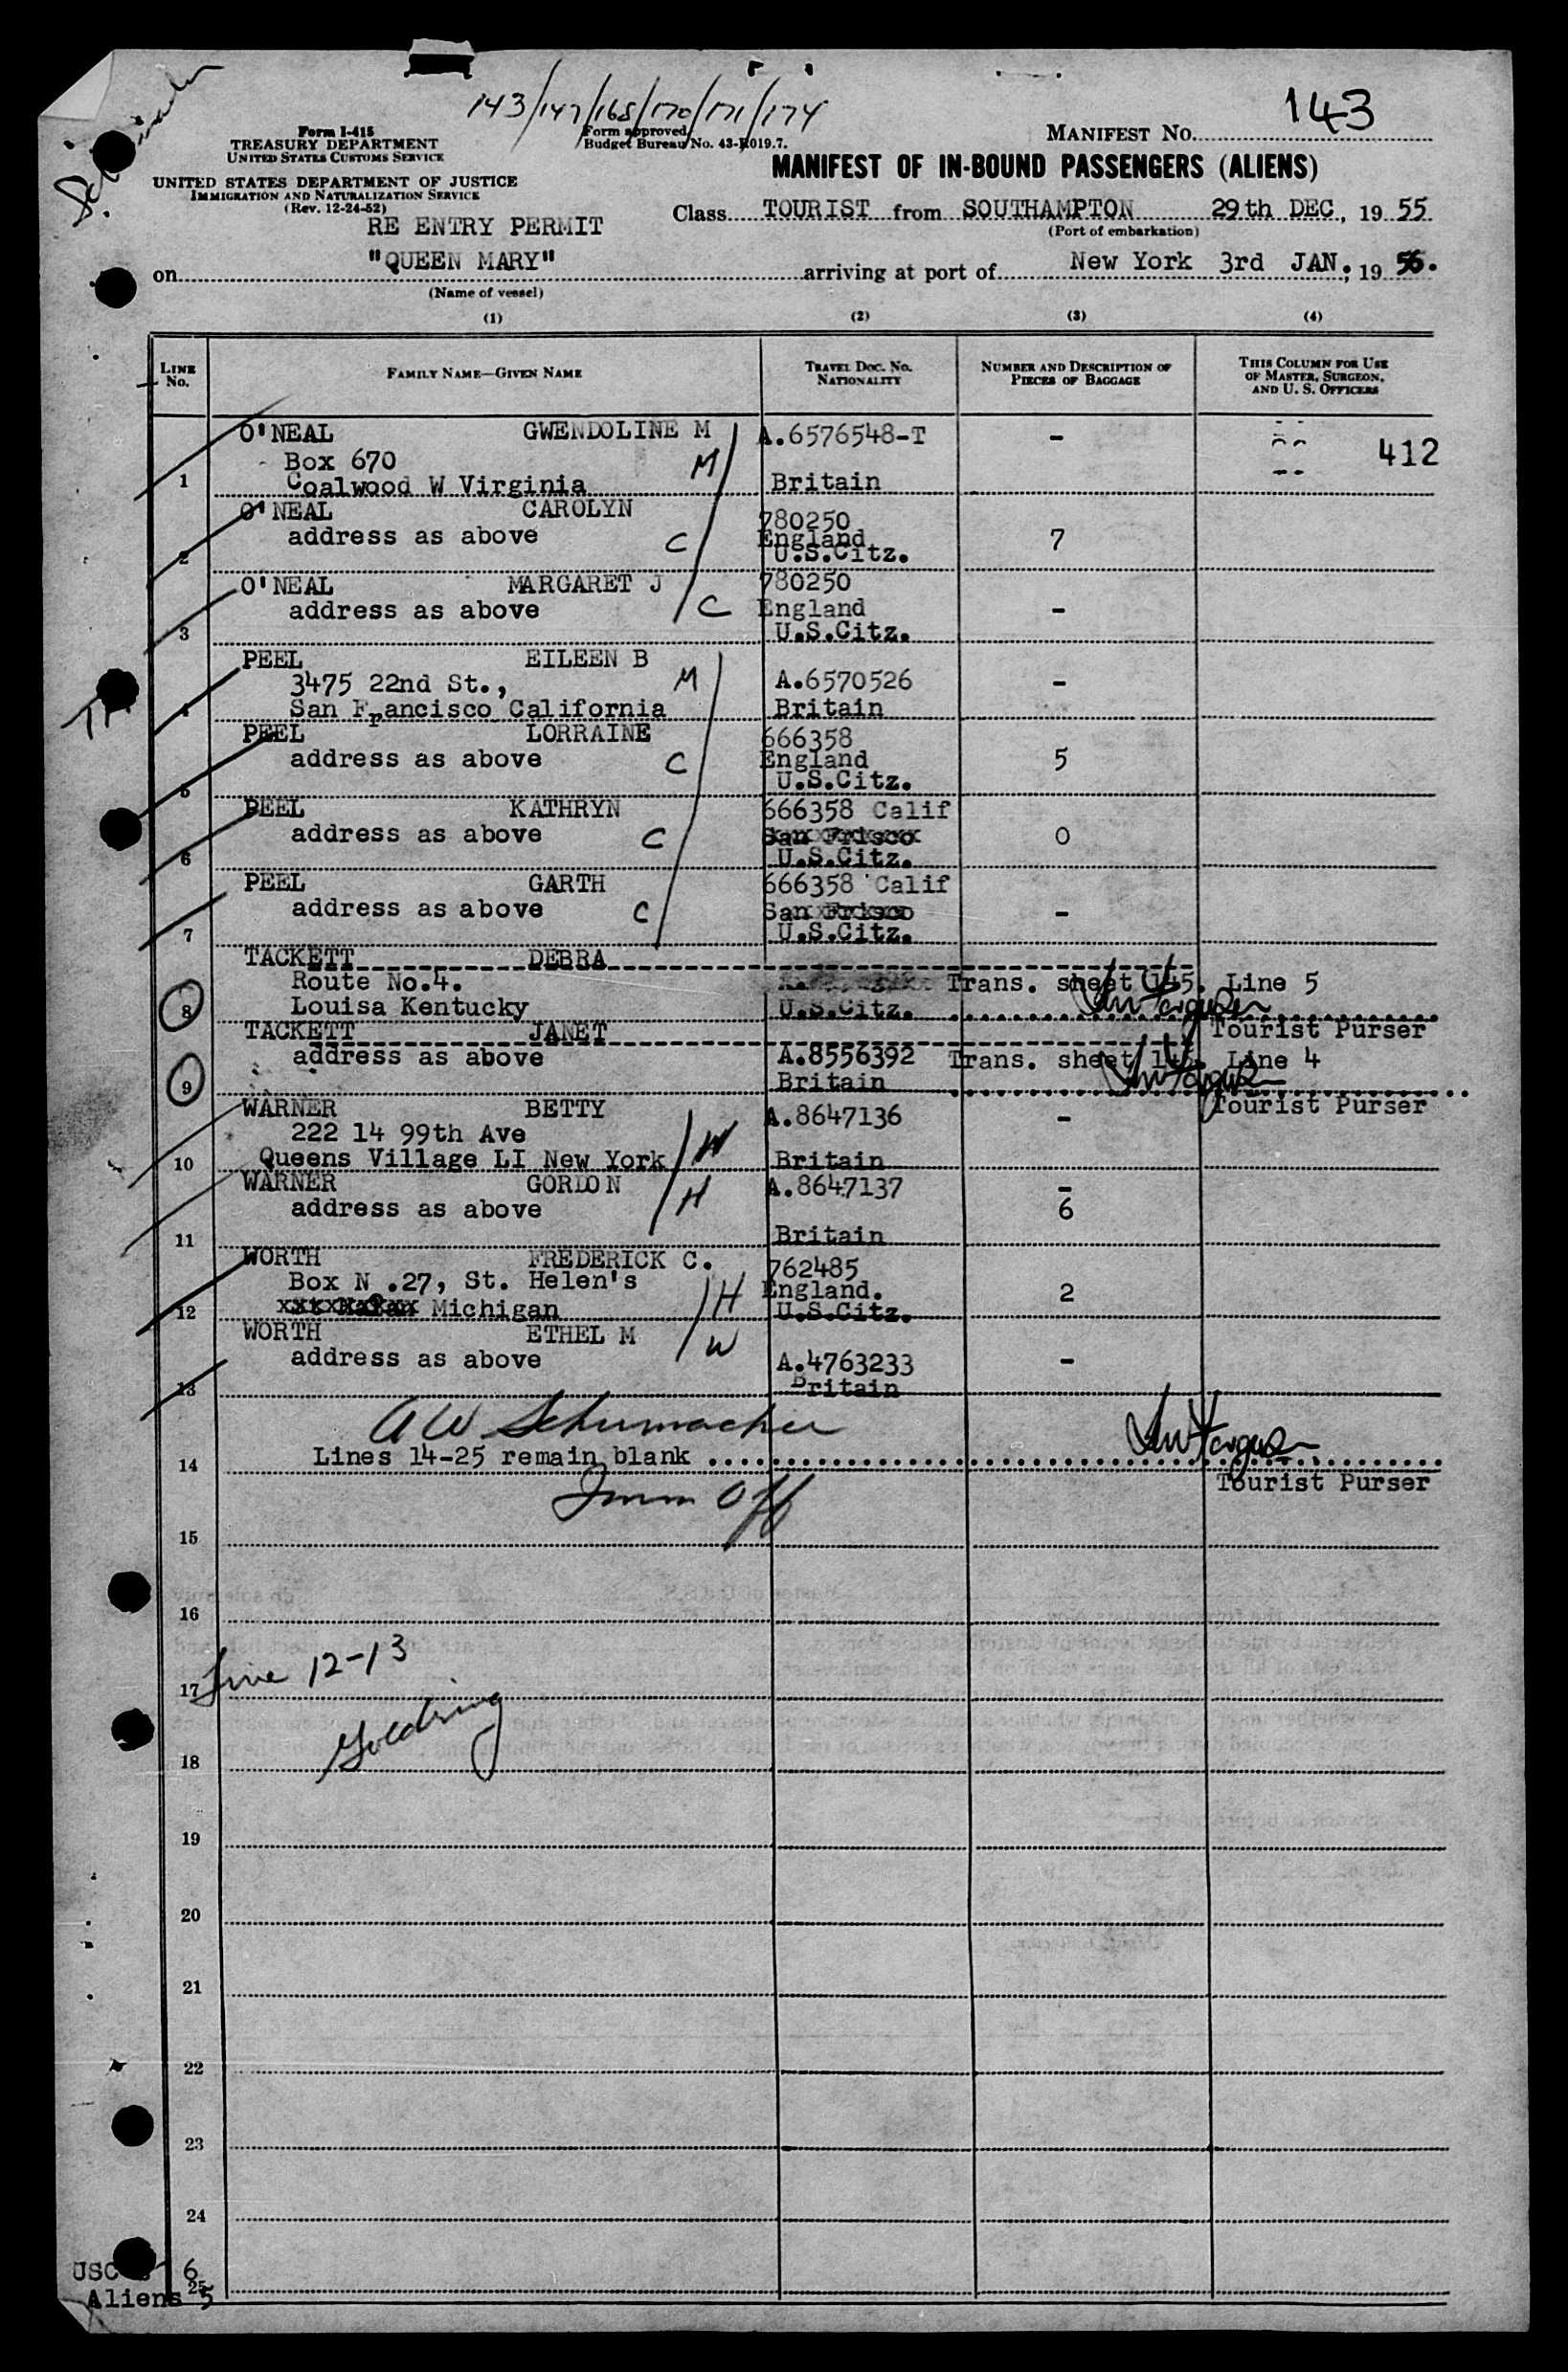 143/147/168/170/171/174
Form I-415
TREASURY DEPARTMENT
UNITED STATES CUSTOMS SERVICE
UNITED STATES DEPARTMENT OF JUSTICE
IMMIGRATION AND NATURALIZATION SERVICE
(Rev. 12-24-52)
Form approved
Budget Bureau No. 43-R019.7.
MANIFEST NO. 143
MANIFEST OF IN-BOUND PASSENGERS (ALIENS)
RE ENTRY PERMIT
Class TOURIST from SOUTHAMPTON 29th DEC, 19 55
(Port of embarkation)
on "QUEEN MARY" arriving at port of New York 3rd JAN., 19 56.
(Name of vessel)
(1) (2) (3) (4)
LINE NO. FAMILY NAME—GIVEN NAME TRAVEL DOC. NO. NATIONALITY NUMBER AND DESCRIPTION OF PIECES OF BAGGAGE THIS COLUMN FOR USE OF MASTER, SURGEON, AND U. S. OFFICERS
O'NEAL GWENDOLINE M A.6576548-T - 412
Box 670 M
1 Coalwood W Virginia Britain
O'NEAL CAROLYN 780250
address as above C England 7
2 U.S.Citz.
O'NEAL MARGARET J 780250
address as above C England -
3 U.S.Citz.
PEEL EILEEN B
3475 22nd St., M A.6570526 -
4 San Francisco California Britain
PEEL LORRAINE 666358
address as above C England 5
5 U.S.Citz.
PEEL KATHRYN 666358 Calif
address as above C San Frisco 0
6 U.S.Citz.
PEEL GARTH 666358 Calif
address as above C San Frisco -
7 U.S.Citz.
TACKETT DEBRA
Route No.4. Trans. sheet 145. Line 5
8 Louisa Kentucky U.S.Citz.
TACKETT JANET Tourist Purser
address as above A.8556392 Trans. sheet 145. Line 4
9 Britain
WARNER BETTY A.8647136 - Tourist Purser
222 14 99th Ave W
10 Queens Village LI New York Britain
WARNER GORDON A.8647137 -
address as above H 6
11 Britain
WORTH FREDERICK C. 762485
Box N .27, St. Helen's H England. 2
12 Michigan U.S.Citz.
WORTH ETHEL M W
address as above A.4763233 -
13 Britain
A W Schumacher
14 Lines 14-25 remain blank
Tourist Purser
Imm Off
15
16
Line 12-13
17
Golding
18
19
20
21
22
23
24
USC 6
25
Aliens 5